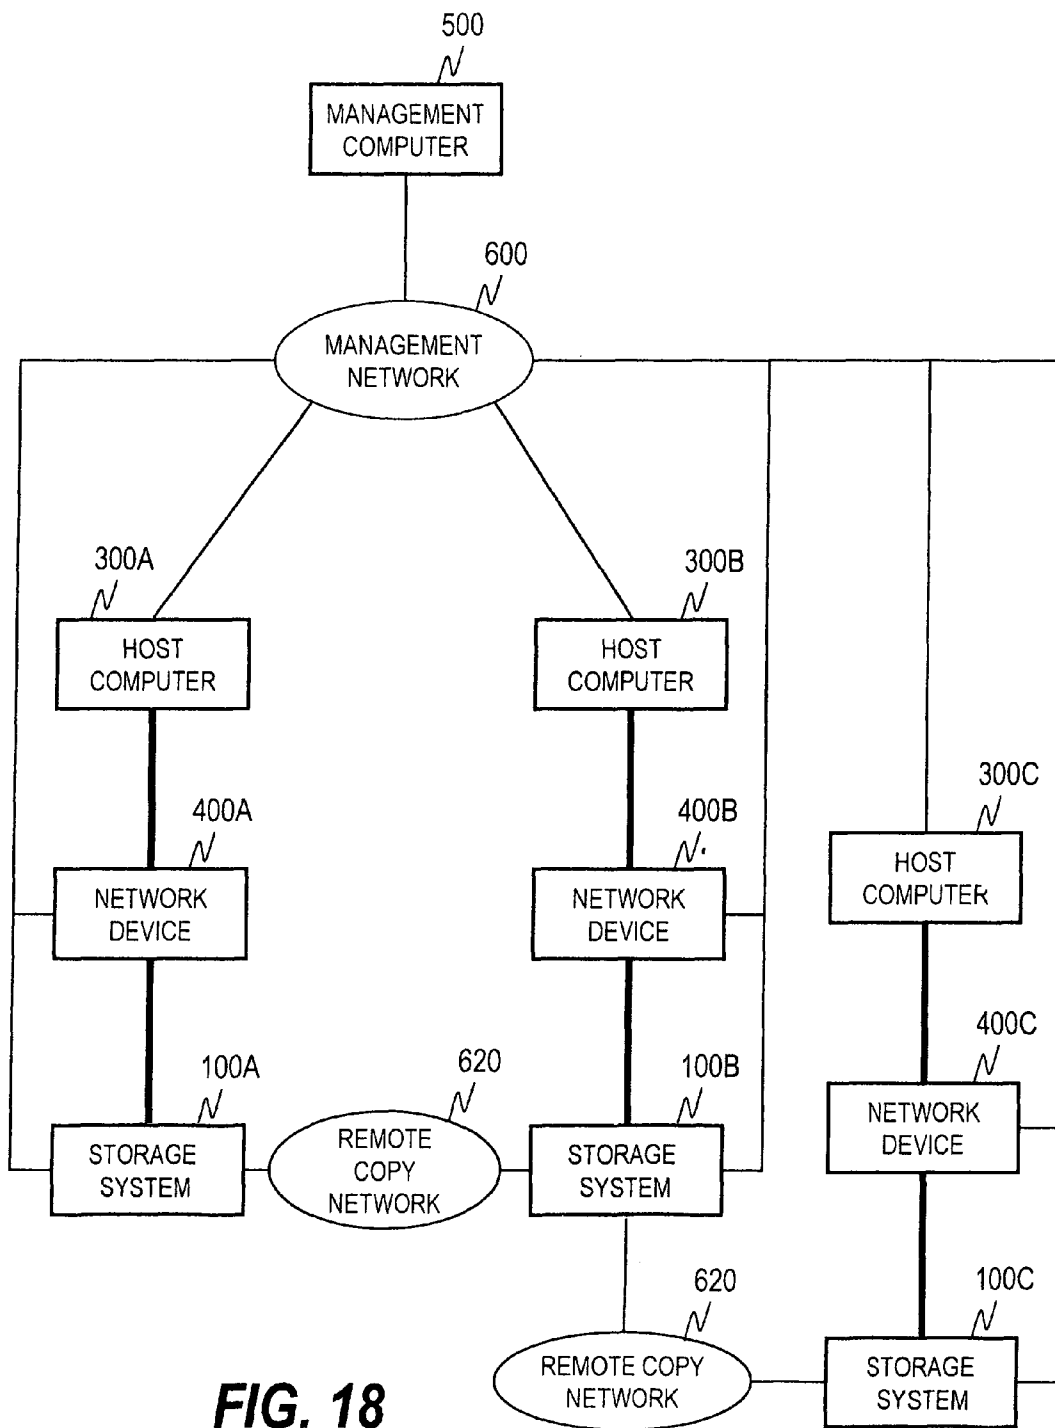 500
MANAGEMENT
COMPUTER
600
MANAGEMENT
NETWORK
300A
HOST
COMPUTER
300B
HOST
COMPUTER
300C
HOST
COMPUTER
400A
NETWORK
DEVICE
400B
NETWORK
DEVICE
400C
NETWORK
DEVICE
100A
STORAGE
SYSTEM
620
REMOTE
COPY
NETWORK
100B
STORAGE
SYSTEM
620
REMOTE COPY
NETWORK
100C
STORAGE
SYSTEM
FIG. 18